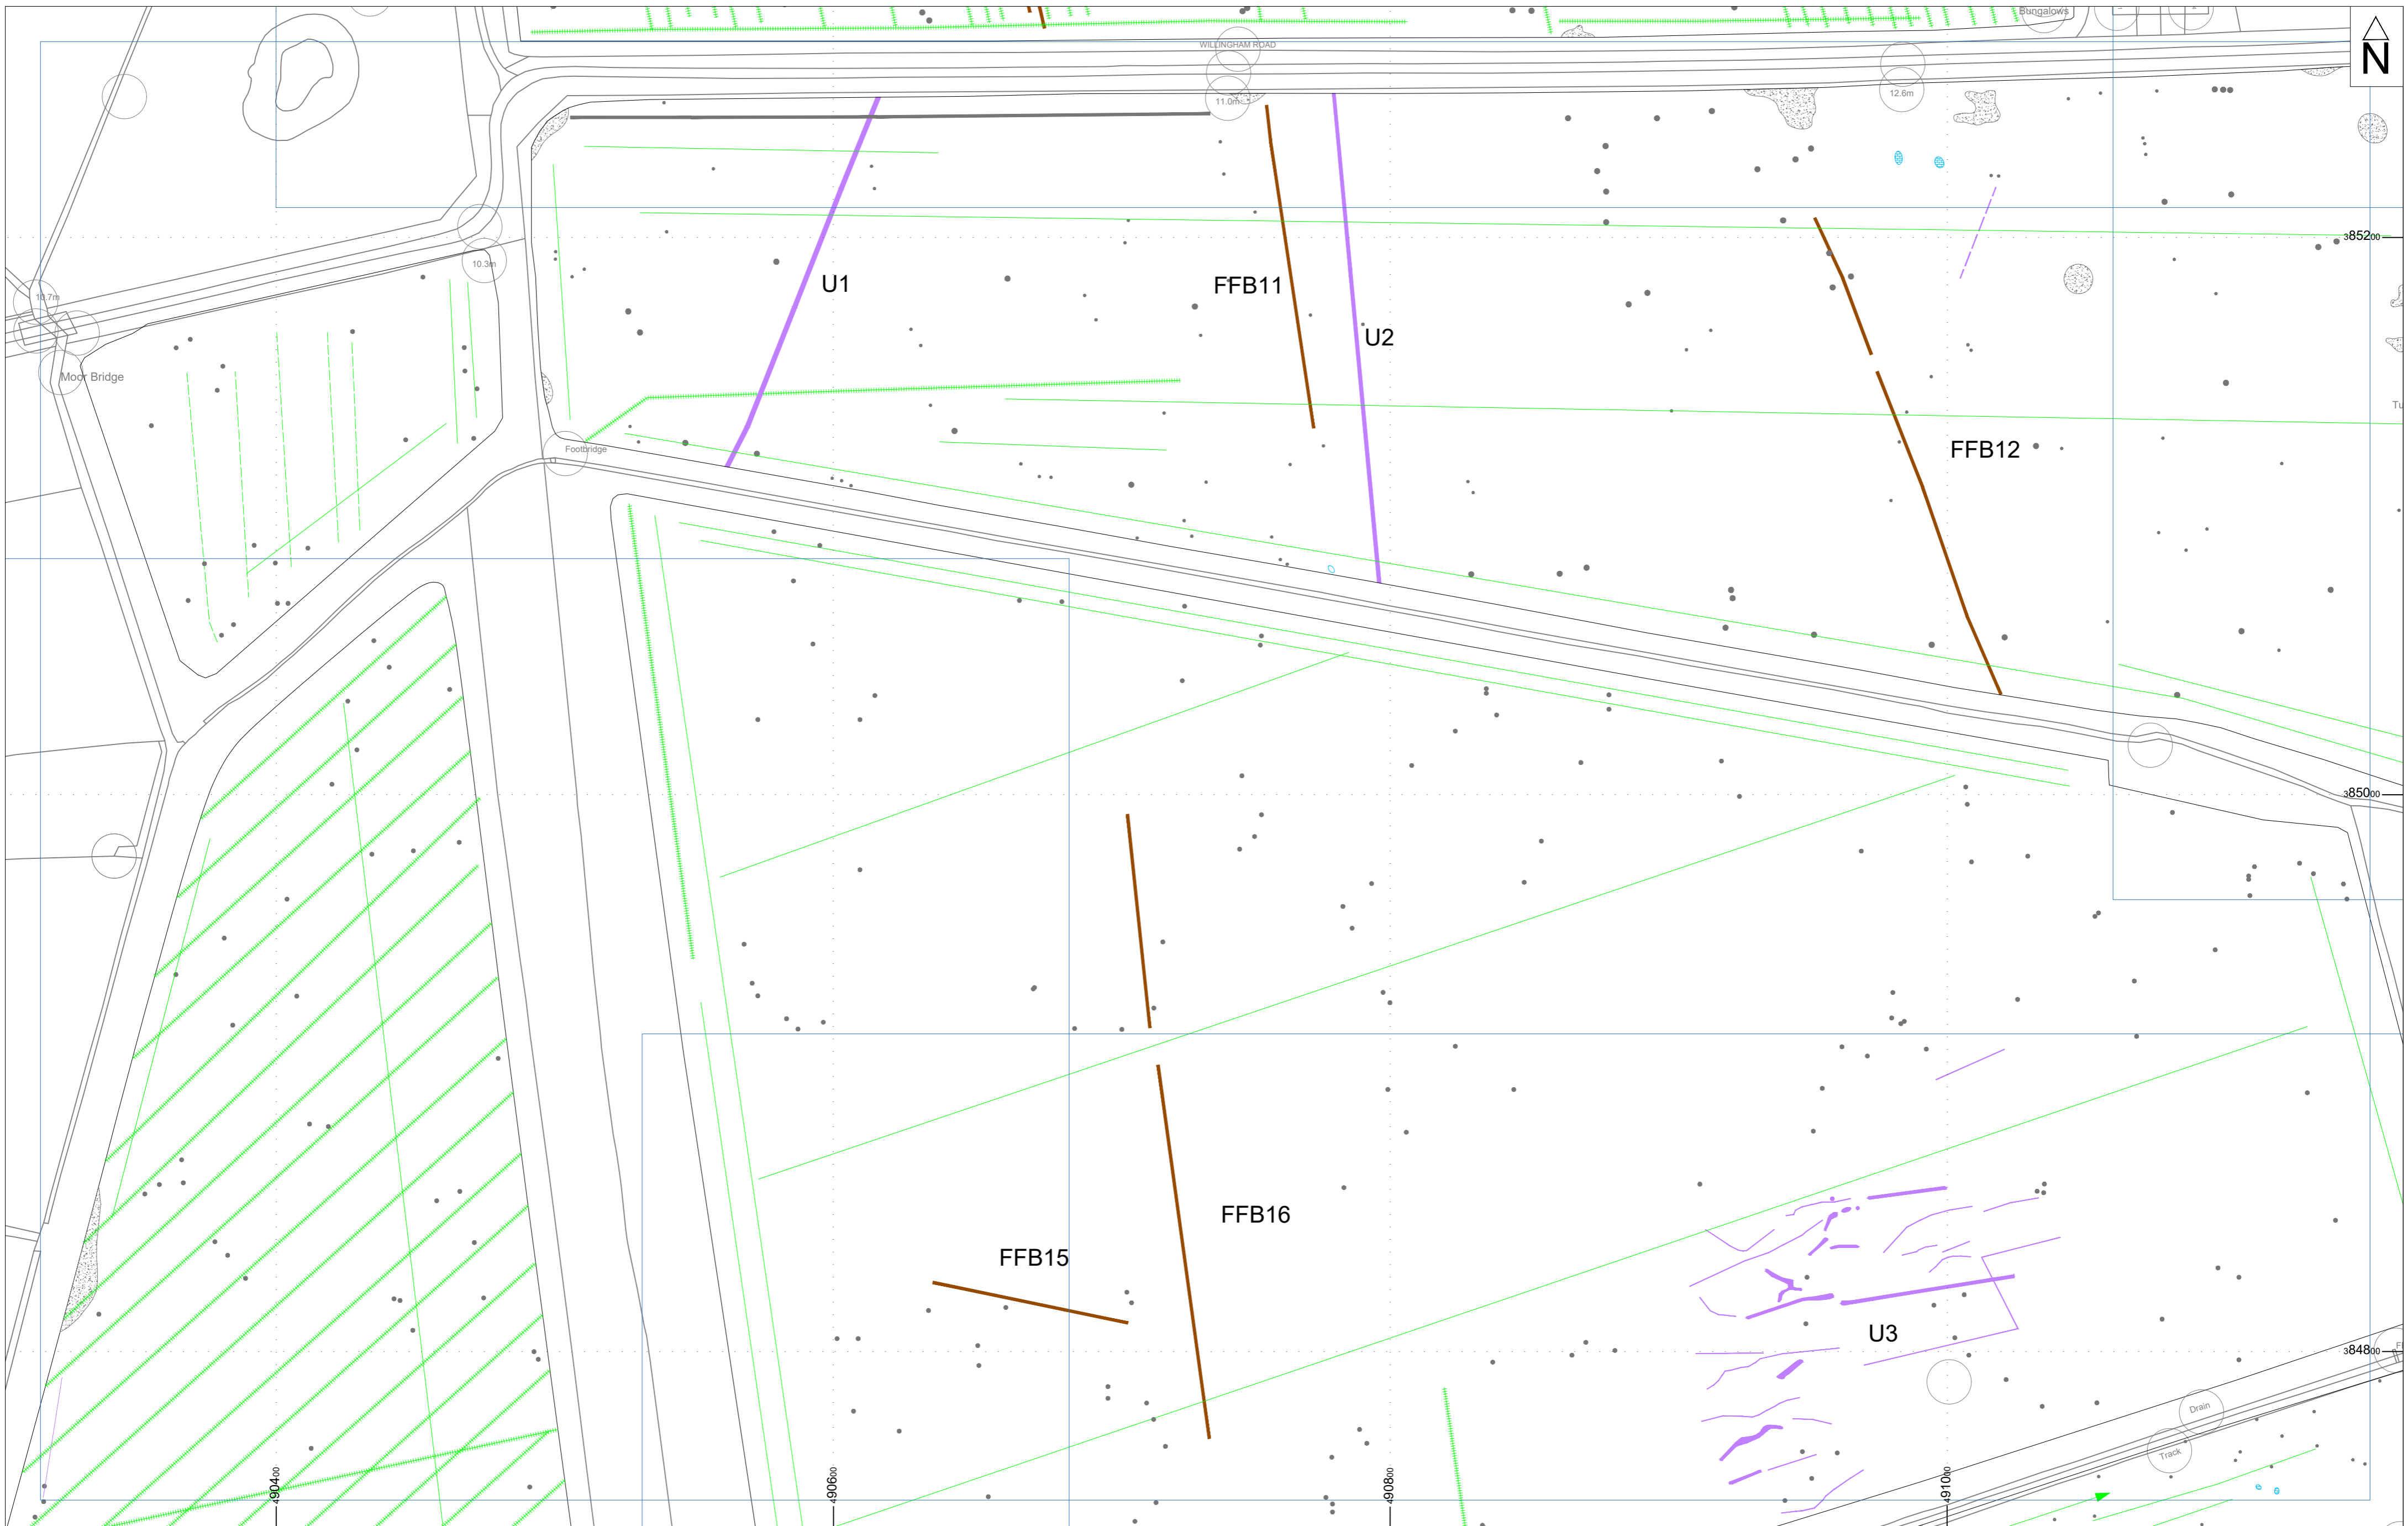 Bungalows
N
WILLINGHAM ROAD
11.0m
12.6m
385200
10.3m
10.7m
U1
FFB11
U2
Moor Bridge
Tu
Footbridge
FFB12
385000
FFB16
FFB15
U3
384800
Drain
Track
490400
490600
490800
491000